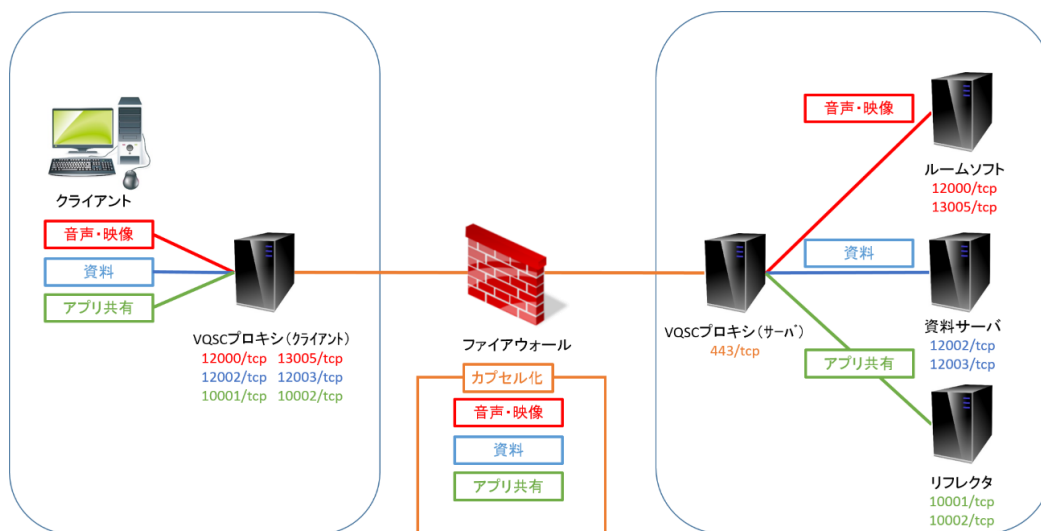 クライアント
音声・映像
資料
アプリ共有
VQSCプロキシ(クライアント)
12000/tcp 13005/tcp
12002/tcp 12003/tcp
10001/tcp 10002/tcp
ファイアウォール
カプセル化
音声・映像
資料
アプリ共有
VQSCプロキシ(サーバ)
443/tcp
音声・映像
資料
アプリ共有
ルームソフト
12000/tcp
13005/tcp
資料サーバ
12002/tcp
12003/tcp
リフレクタ
10001/tcp
10002/tcp